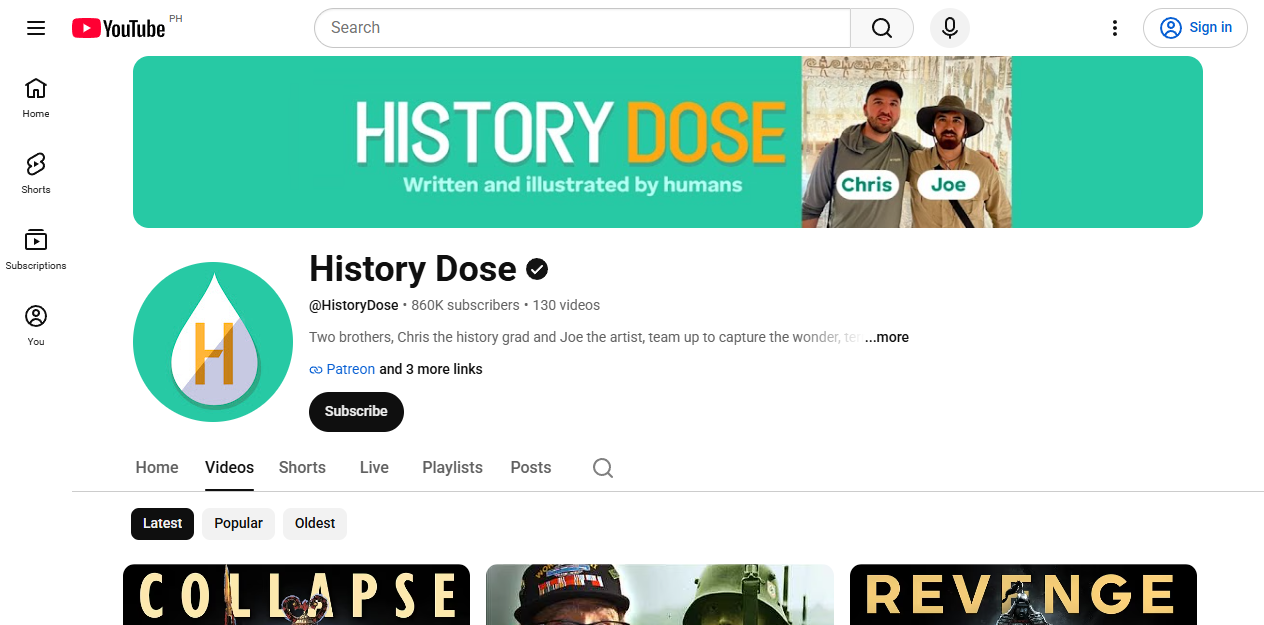 YouTube PH
Search
Sign in
Home
Shorts
Subscriptions
You
HISTORY DOSE
Written and illustrated by humans
Chris
Joe
H
History Dose
@HistoryDose • 860K subscribers • 130 videos
Two brothers, Chris the history grad and Joe the artist, team up to capture the wonder, ...more
Patreon and 3 more links
Subscribe
Home Videos Shorts Live Playlists Posts
Latest Popular Oldest
COLLAPSE
REVENGE